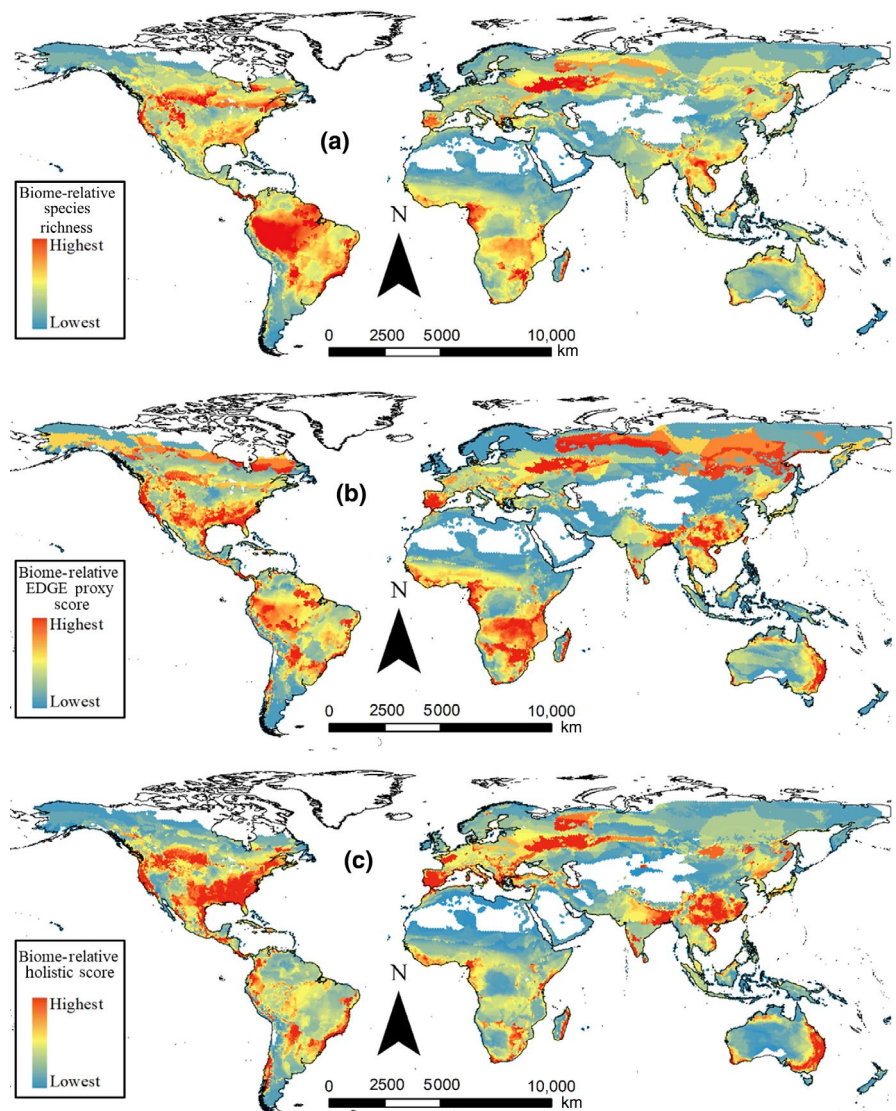 (a)
Biome-relative
species
richness
Highest
Lowest
N
0 2500 5000 10,000
km
(b)
Biome-relative
EDGE proxy
score
Highest
Lowest
N
0 2500 5000 10,000
km
(c)
Biome-relative
holistic score
Highest
Lowest
N
0 2500 5000 10,000
km